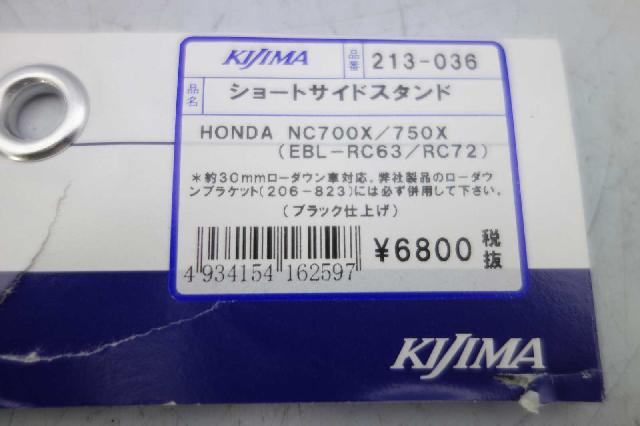 KIJIMA 品番 213-036
品名 ショートサイドスタンド
HONDA NC700X/750X
(EBL-RC63/RC72)
*約30mmローダウン車対応。弊社製品のローダウ
ンブラケット(206-823)には必ず併用して下さい。
(ブラック仕上げ)
¥6800 税抜
4 934154 162597
KIJIMA